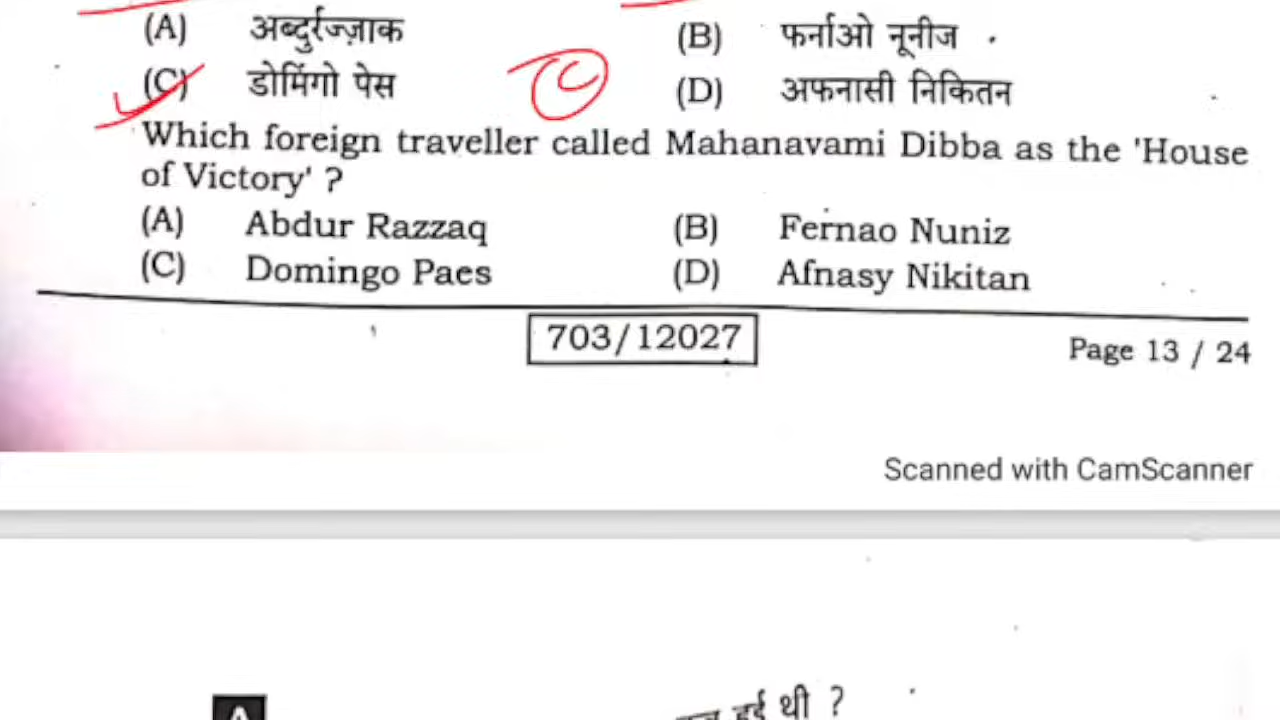 (A) अब्दुर्रज्ज़ाक (B) फर्नाओ नूनीज
(C) डोमिंगो पेस (D) अफनासी निकितन
C
Which foreign traveller called Mahanavami Dibba as the 'House
of Victory' ?
(A) Abdur Razzaq (B) Fernao Nuniz
(C) Domingo Paes (D) Afnasy Nikitan
703/12027
Page 13 / 24
Scanned with CamScanner
हुई थी ?
A